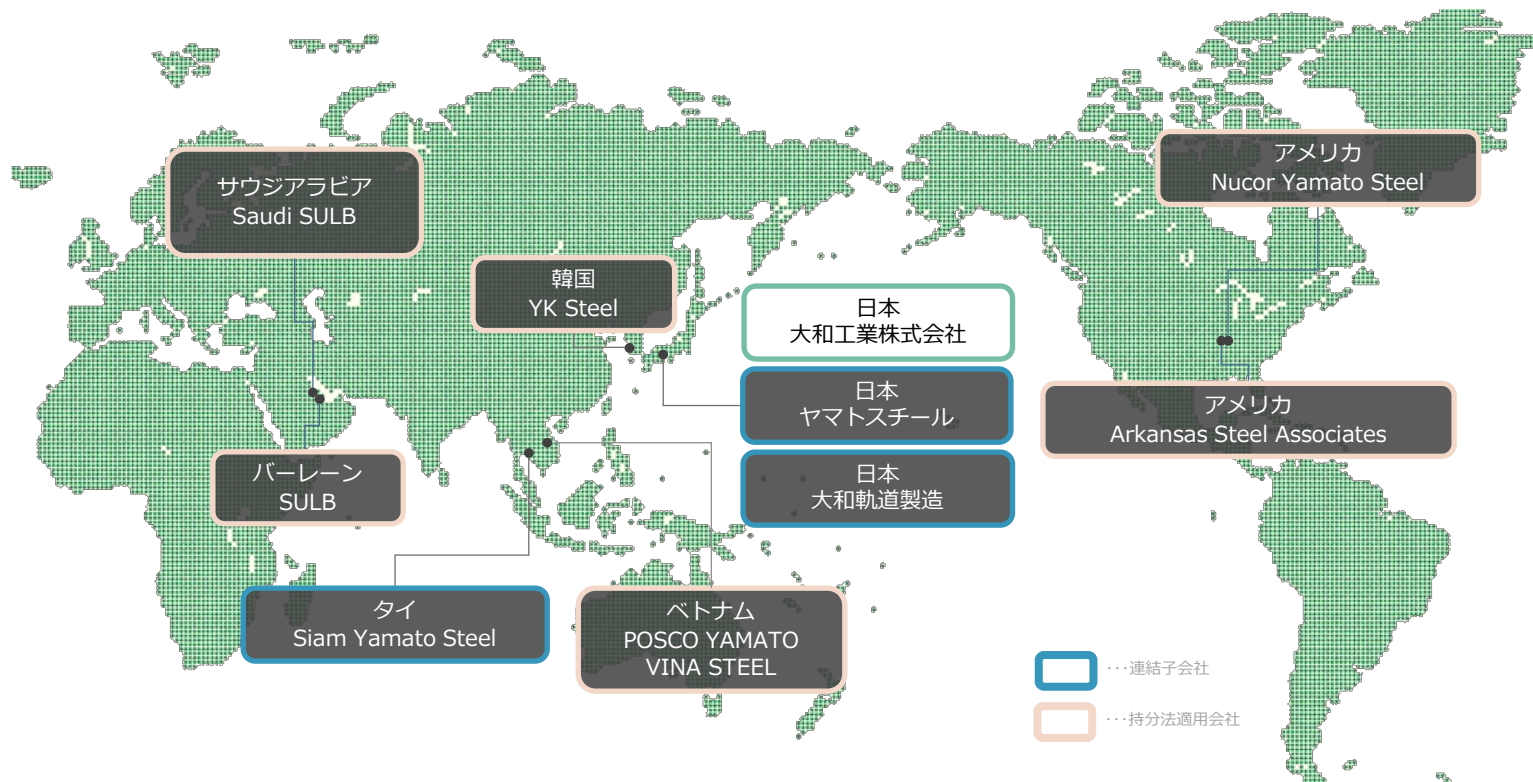 サウジアラビア
Saudi SULB
アメリカ
Nucor Yamato Steel
韓国
YK Steel
日本
大和工業株式会社
日本
ヤマトスチール
アメリカ
Arkansas Steel Associates
バーレーン
SULB
日本
大和軌道製造
タイ
Siam Yamato Steel
ベトナム
POSCO YAMATO
VINA STEEL
･･･連結子会社
･･･持分法適用会社